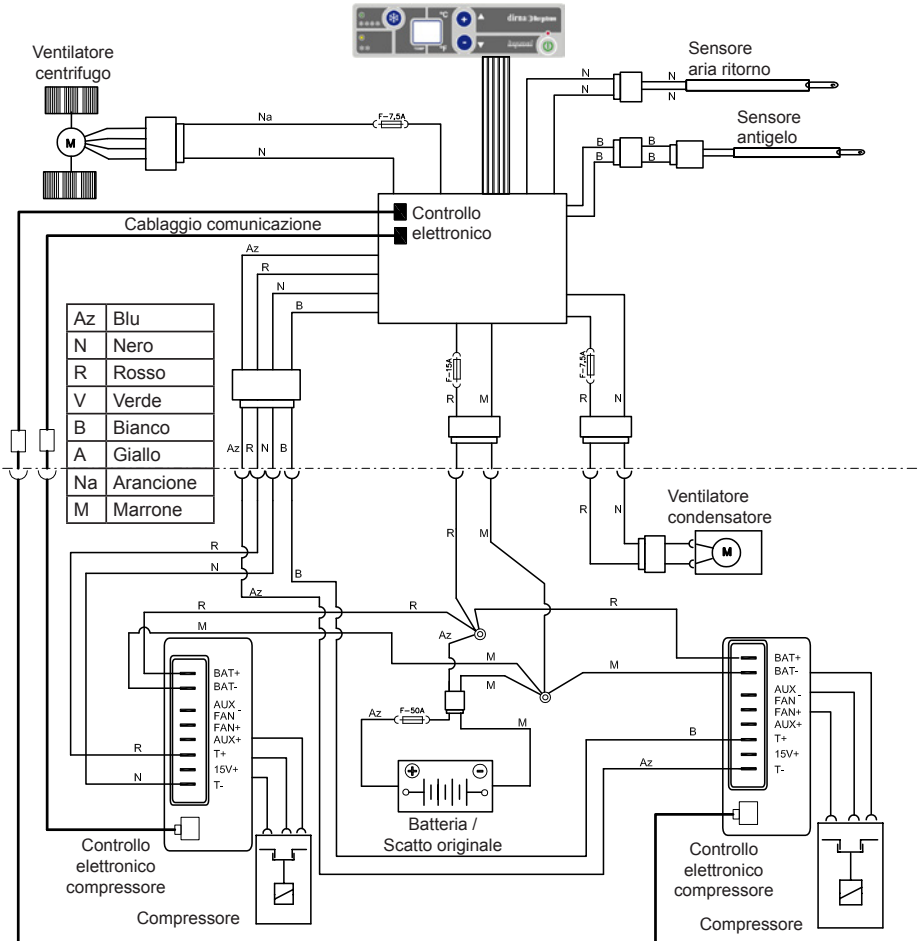 °C
°F
dirna
Ventilatore
centrifugo
M
Na
F-7,5A
N
N
N
N
N
Sensore
aria ritorno
Sensore
antigelo
B
B
B
B
Cablaggio comunicazione
Controllo
elettronico
Az
R
N
B
Az Blu
N Nero
R Rosso
V Verde
B Bianco
A Giallo
Na Arancione
M Marrone
F-15A
F-7,5A
R
M
R
N
Az
R
N
B
Ventilatore
condensatore
M
R
M
R
N
R
N
B
Az
R
R
R
M
Az
M
M
M
BAT+
BAT-
AUX -
FAN
FAN+
AUX+
T+
15V+
T-
R
N
Az
F-50A
M
+
-
Batteria /
Scatto originale
B
Az
BAT+
BAT-
AUX -
FAN
FAN+
AUX+
T+
15V+
T-
Controllo
elettronico
compressore
Compressore
Controllo
elettronico
compressore
Compressore